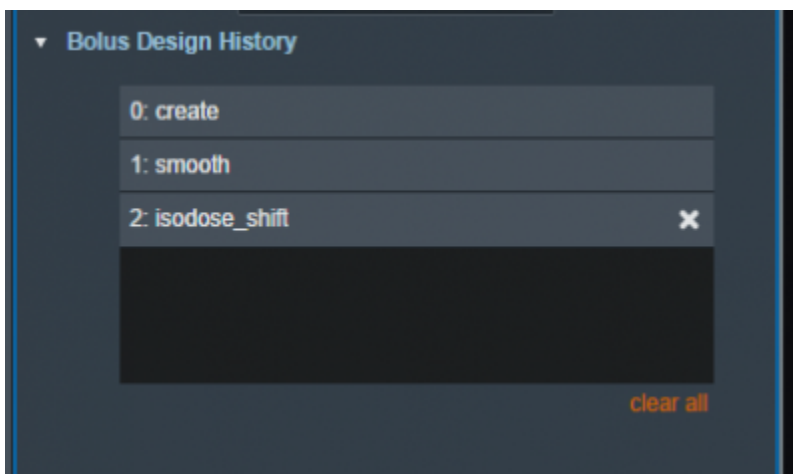 Bolus Design History
0: create
1: smooth
2: isodose_shift
clear all